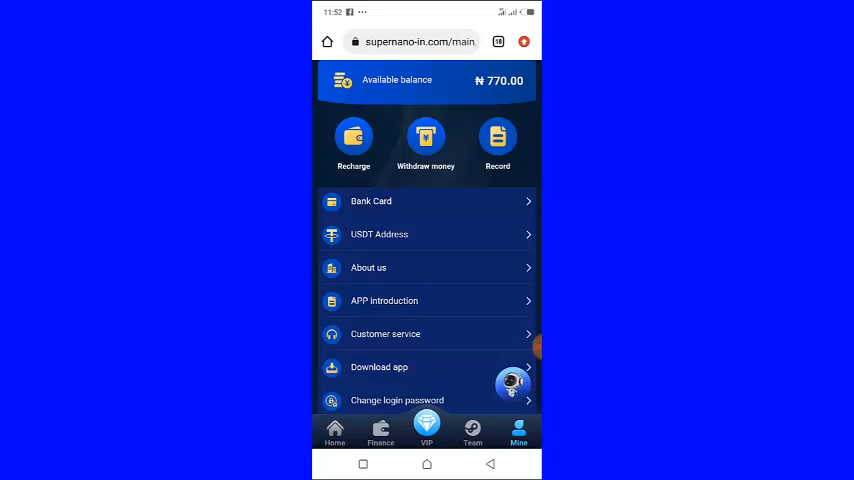 11:52
supernano-in.com/main
18
Available balance
₦ 770.00
Recharge
Withdraw money
Record
Bank Card
USDT Address
About us
APP introduction
Customer service
Download app
Change login password
Home
Finance
VIP
Team
Mine